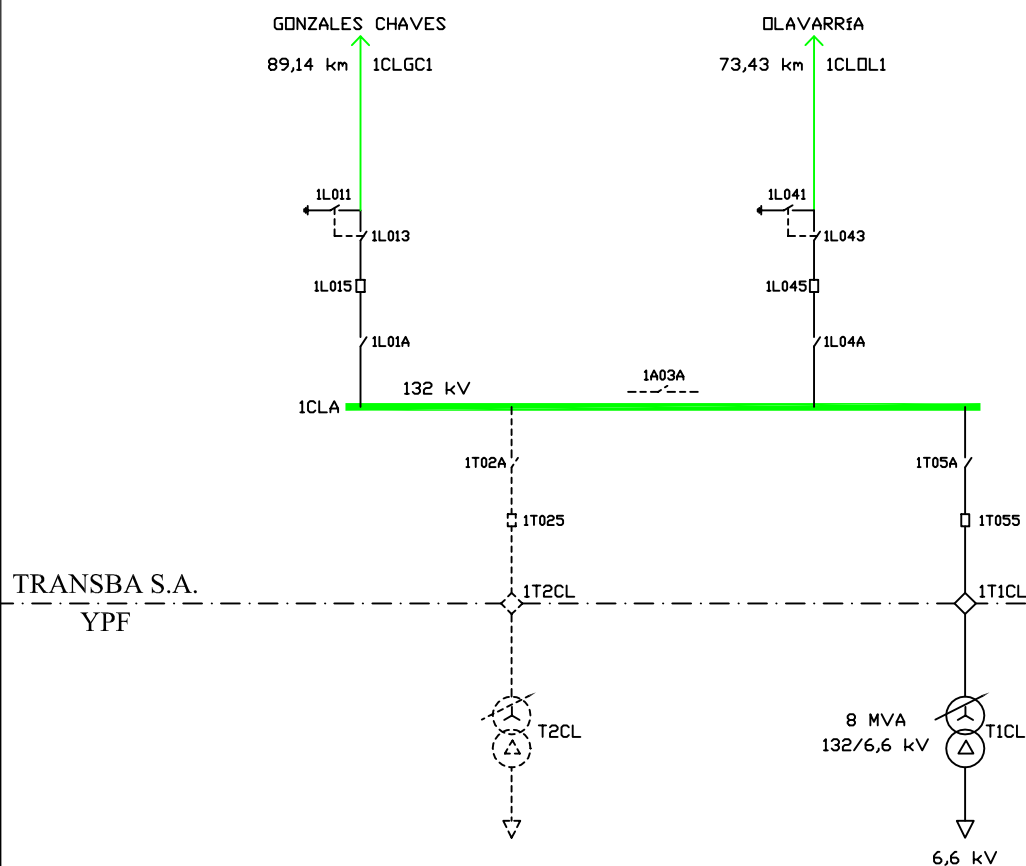 GONZALES CHAVES
OLAVARRíA
89,14 km
1CLGC1
73,43 km
1CLOL1
1L011
1L041
1L013
1L043
1L015
1L045
1L01A
1L04A
1A03A
132 kV
1CLA
1T02A
1T05A
1T025
1T055
TRANSBA S.A.
1T2CL
1T1CL
YPF
8 MVA
T2CL
T1CL
132/6,6 kV
6,6 kV